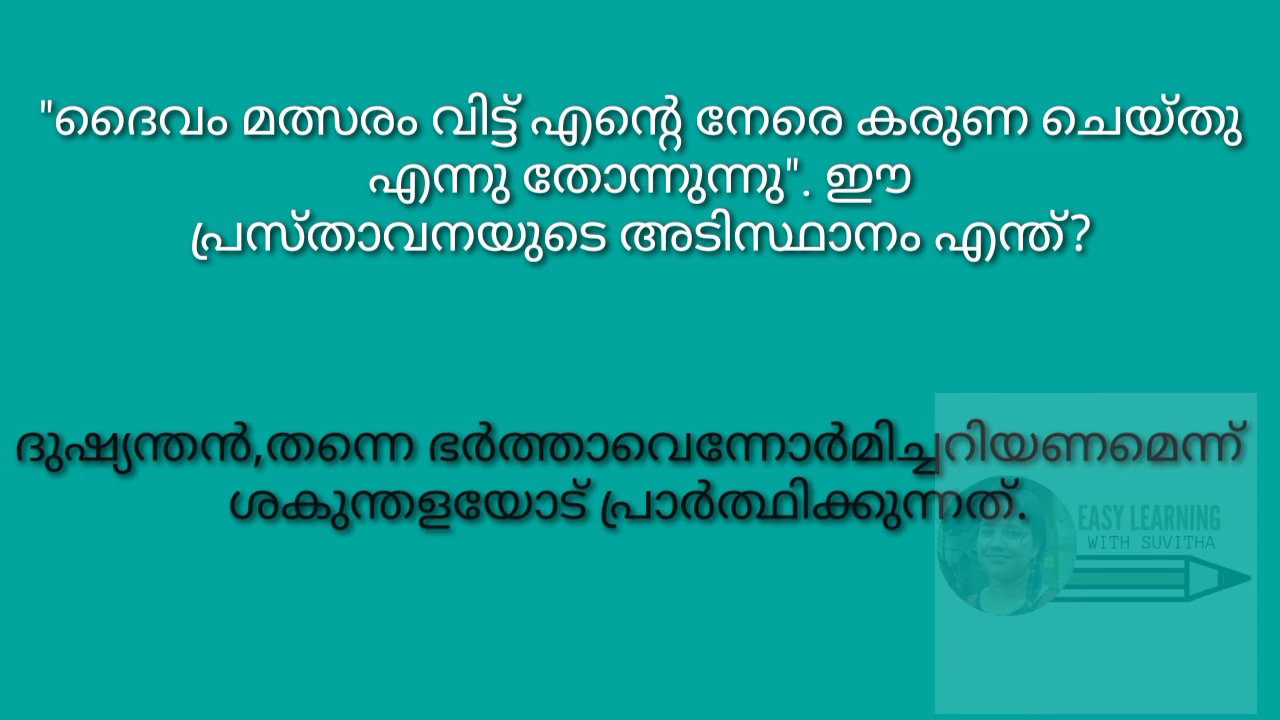 "ദൈവം മത്സരം വിട്ട് എന്റെ നേരെ കരുണ ചെയ്തു
എന്നു തോന്നുന്നു". ഈ
പ്രസ്താവനയുടെ അടിസ്ഥാനം എന്ത്?
ദുഷ്യന്തൻ,തന്നെ ഭർത്താവെന്നോർമിച്ചറിയണമെന്ന്
ശകുന്തളയോട് പ്രാർത്ഥിക്കുന്നത്.
EASY LEARNING
WITH SUVITHA